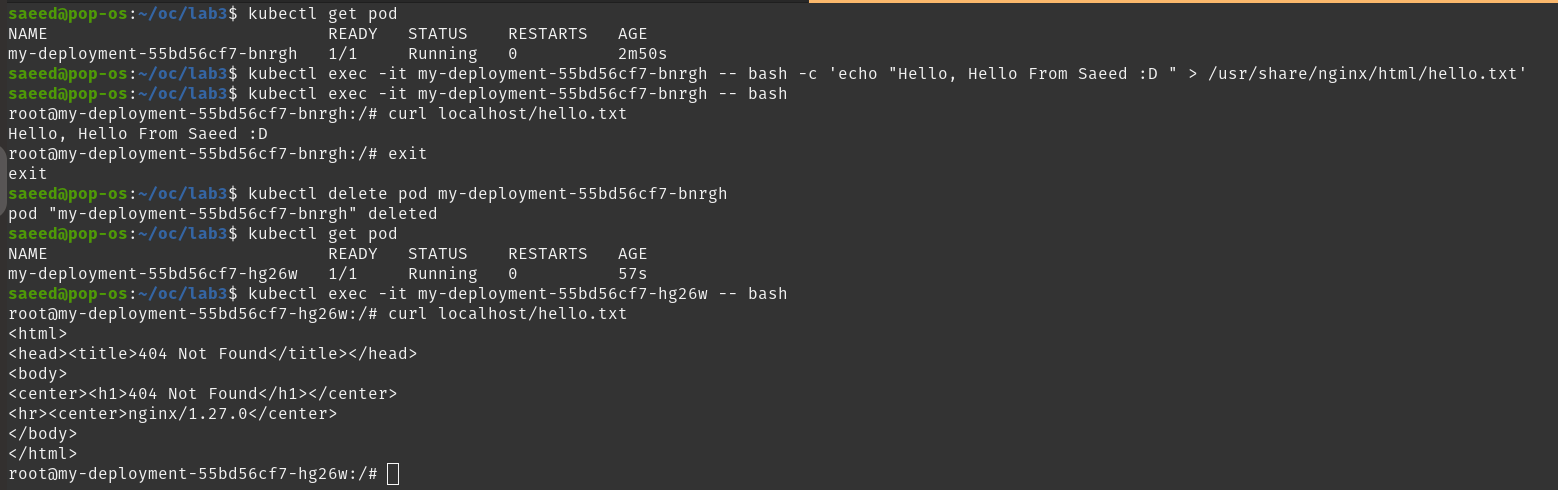 saeed@pop-os:~/oc/lab3$ kubectl get pod
NAME                            READY   STATUS    RESTARTS   AGE
my-deployment-55bd56cf7-bnrgh   1/1     Running   0          2m50s
saeed@pop-os:~/oc/lab3$ kubectl exec -it my-deployment-55bd56cf7-bnrgh -- bash -c 'echo "Hello, Hello From Saeed :D " > /usr/share/nginx/html/hello.txt'
saeed@pop-os:~/oc/lab3$ kubectl exec -it my-deployment-55bd56cf7-bnrgh -- bash
root@my-deployment-55bd56cf7-bnrgh:/# curl localhost/hello.txt
Hello, Hello From Saeed :D
root@my-deployment-55bd56cf7-bnrgh:/# exit
exit
saeed@pop-os:~/oc/lab3$ kubectl delete pod my-deployment-55bd56cf7-bnrgh
pod "my-deployment-55bd56cf7-bnrgh" deleted
saeed@pop-os:~/oc/lab3$ kubectl get pod
NAME                            READY   STATUS    RESTARTS   AGE
my-deployment-55bd56cf7-hg26w   1/1     Running   0          57s
saeed@pop-os:~/oc/lab3$ kubectl exec -it my-deployment-55bd56cf7-hg26w -- bash
root@my-deployment-55bd56cf7-hg26w:/# curl localhost/hello.txt
<html>
<head><title>404 Not Found</title></head>
<body>
<center><h1>404 Not Found</h1></center>
<hr><center>nginx/1.27.0</center>
</body>
</html>
root@my-deployment-55bd56cf7-hg26w:/#